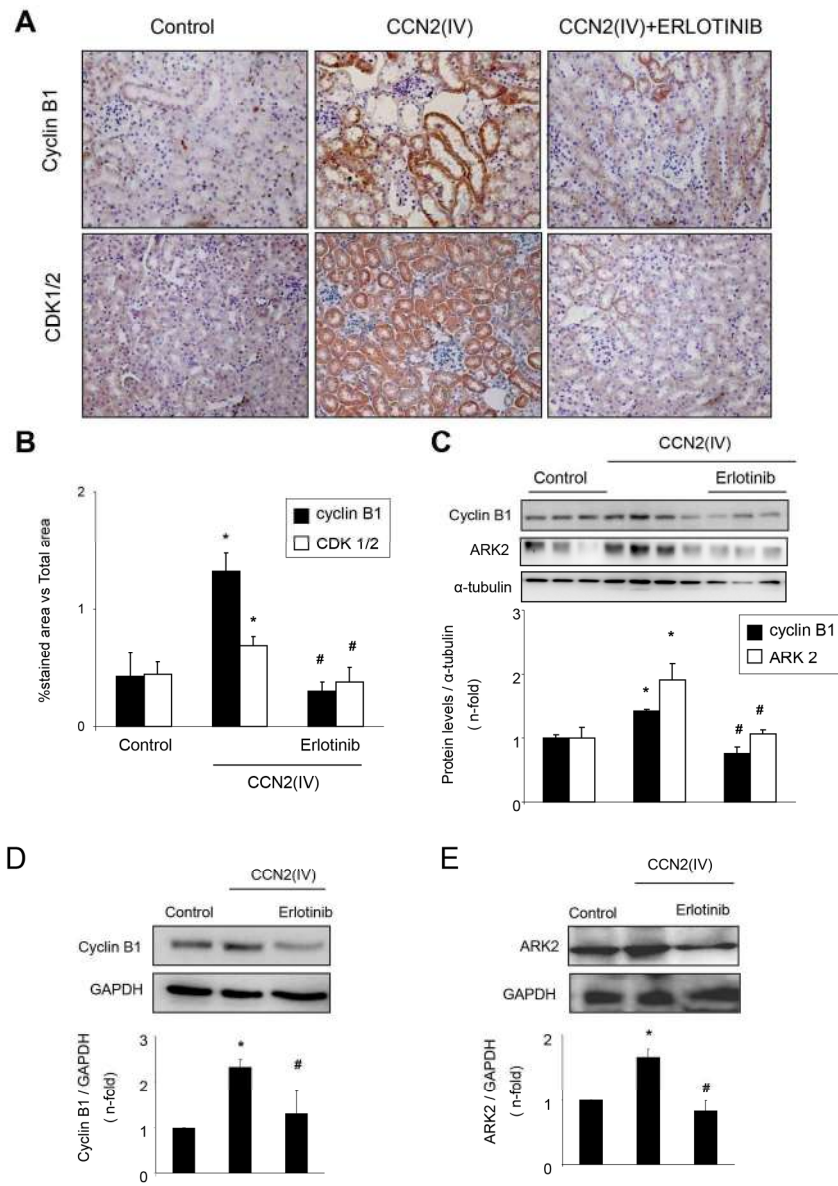 A
Control CCN2(IV) CCN2(IV)+ERLOTINIB
Cyclin B1
CDK1/2
B
%stained area vs Total area
2
1
0
cyclin B1
CDK 1/2
*
*
#
#
Control Erlotinib
CCN2(IV)
C
CCN2(IV)
Control Erlotinib
Cyclin B1
ARK2
α-tubulin
Protein levels / α-tubulin
( n-fold)
3
2
1
0
cyclin B1
ARK 2
*
*
#
#
D
CCN2(IV)
Control Erlotinib
Cyclin B1
GAPDH
Cyclin B1 / GAPDH
( n-fold)
3
2
1
0
*
#
E
CCN2(IV)
Control Erlotinib
ARK2
GAPDH
ARK2 / GAPDH
( n-fold)
2
1
0
*
#